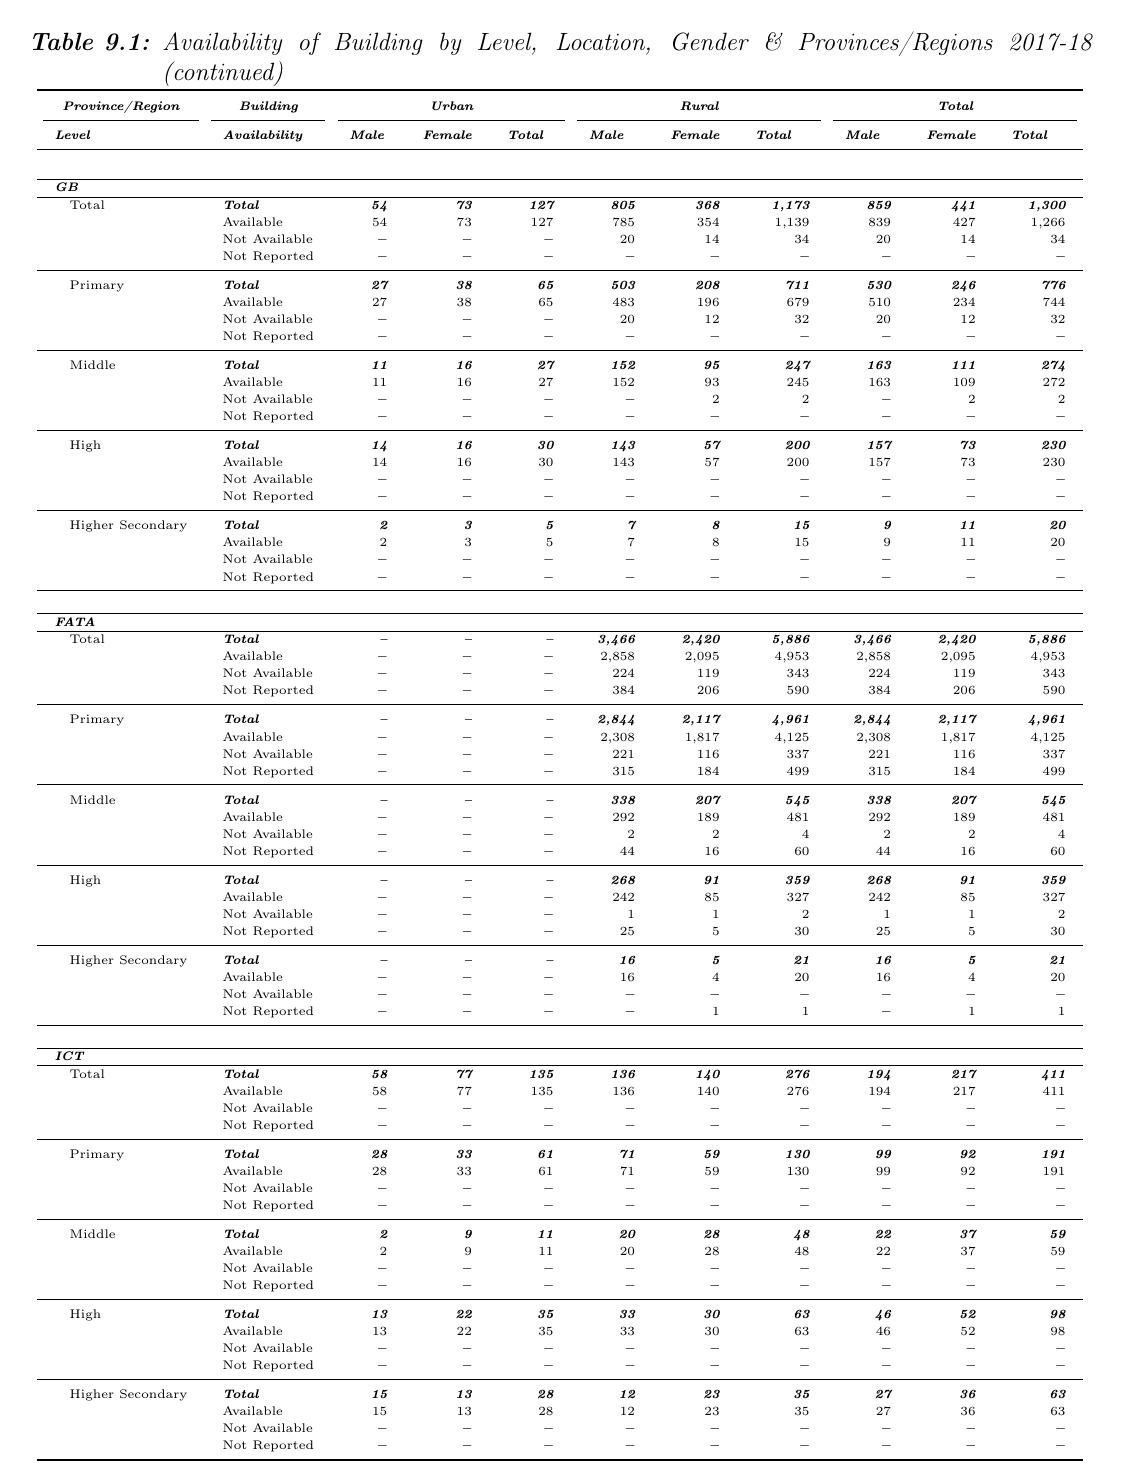 Table 9.1: Availability of Building by Level, Location, Gender & Provinces/Regions 2017-18
(continued)
Province/Region Building Urban Rural Total
Level Availability Male Female Total Male Female Total Male Female Total
GB
Total Total 54 73 127 805 368 1,173 859 441 1,300
Available 54 73 127 785 354 1,139 839 427 1,266
Not Available – – – 20 14 34 20 14 34
Not Reported – – – – – – – – –
Primary Total 27 38 65 503 208 711 530 246 776
Available 27 38 65 483 196 679 510 234 744
Not Available – – – 20 12 32 20 12 32
Not Reported – – – – – – – – –
Middle Total 11 16 27 152 95 247 163 111 274
Available 11 16 27 152 93 245 163 109 272
Not Available – – – – 2 2 – 2 2
Not Reported – – – – – – – – –
High Total 14 16 30 143 57 200 157 73 230
Available 14 16 30 143 57 200 157 73 230
Not Available – – – – – – – – –
Not Reported – – – – – – – – –
Higher Secondary Total 2 3 5 7 8 15 9 11 20
Available 2 3 5 7 8 15 9 11 20
Not Available – – – – – – – – –
Not Reported – – – – – – – – –
FATA
Total Total – – – 3,466 2,420 5,886 3,466 2,420 5,886
Available – – – 2,858 2,095 4,953 2,858 2,095 4,953
Not Available – – – 224 119 343 224 119 343
Not Reported – – – 384 206 590 384 206 590
Primary Total – – – 2,844 2,117 4,961 2,844 2,117 4,961
Available – – – 2,308 1,817 4,125 2,308 1,817 4,125
Not Available – – – 221 116 337 221 116 337
Not Reported – – – 315 184 499 315 184 499
Middle Total – – – 338 207 545 338 207 545
Available – – – 292 189 481 292 189 481
Not Available – – – 2 2 4 2 2 4
Not Reported – – – 44 16 60 44 16 60
High Total – – – 268 91 359 268 91 359
Available – – – 242 85 327 242 85 327
Not Available – – – 1 1 2 1 1 2
Not Reported – – – 25 5 30 25 5 30
Higher Secondary Total – – – 16 5 21 16 5 21
Available – – – 16 4 20 16 4 20
Not Available – – – – – – – – –
Not Reported – – – – 1 1 – 1 1
ICT
Total Total 58 77 135 136 140 276 194 217 411
Available 58 77 135 136 140 276 194 217 411
Not Available – – – – – – – – –
Not Reported – – – – – – – – –
Primary Total 28 33 61 71 59 130 99 92 191
Available 28 33 61 71 59 130 99 92 191
Not Available – – – – – – – – –
Not Reported – – – – – – – – –
Middle Total 2 9 11 20 28 48 22 37 59
Available 2 9 11 20 28 48 22 37 59
Not Available – – – – – – – – –
Not Reported – – – – – – – – –
High Total 13 22 35 33 30 63 46 52 98
Available 13 22 35 33 30 63 46 52 98
Not Available – – – – – – – – –
Not Reported – – – – – – – – –
Higher Secondary Total 15 13 28 12 23 35 27 36 63
Available 15 13 28 12 23 35 27 36 63
Not Available – – – – – – – – –
Not Reported – – – – – – – – –